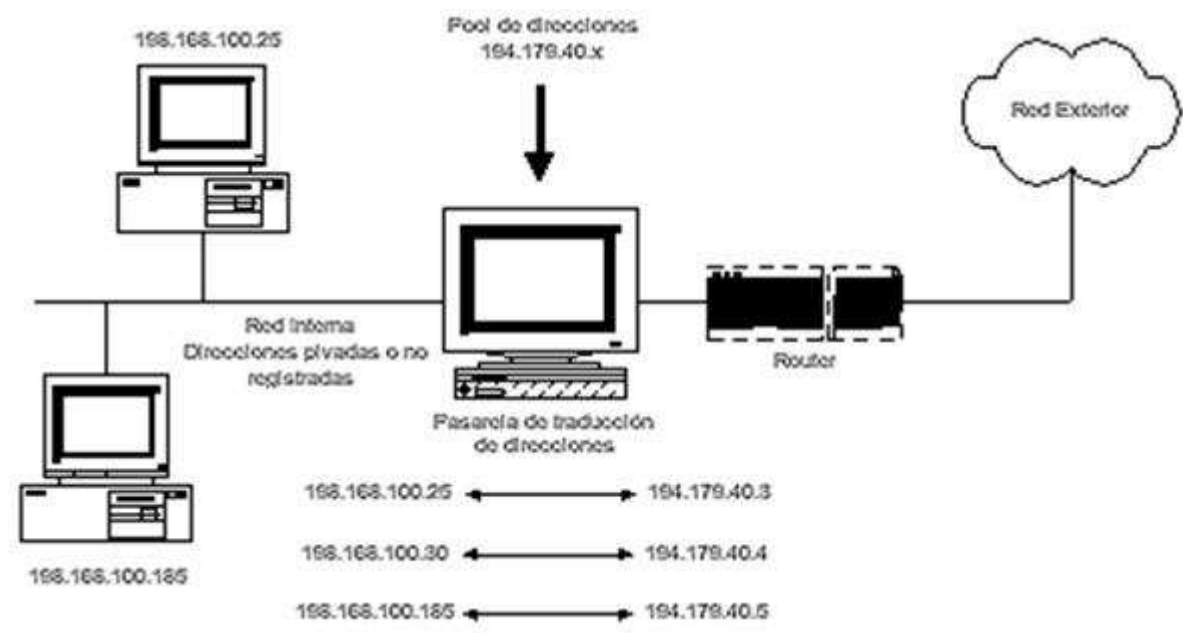 198.168.100.25
Pool de direcciones
194.179.40.x
Red Exterior
Red Interna
Direcciones pivadas o no
registradas
Router
Pasarela de traducción
de direcciones
198.168.100.185
198.168.100.25 194.179.40.3
198.168.100.30 194.179.40.4
198.168.100.185 194.179.40.5